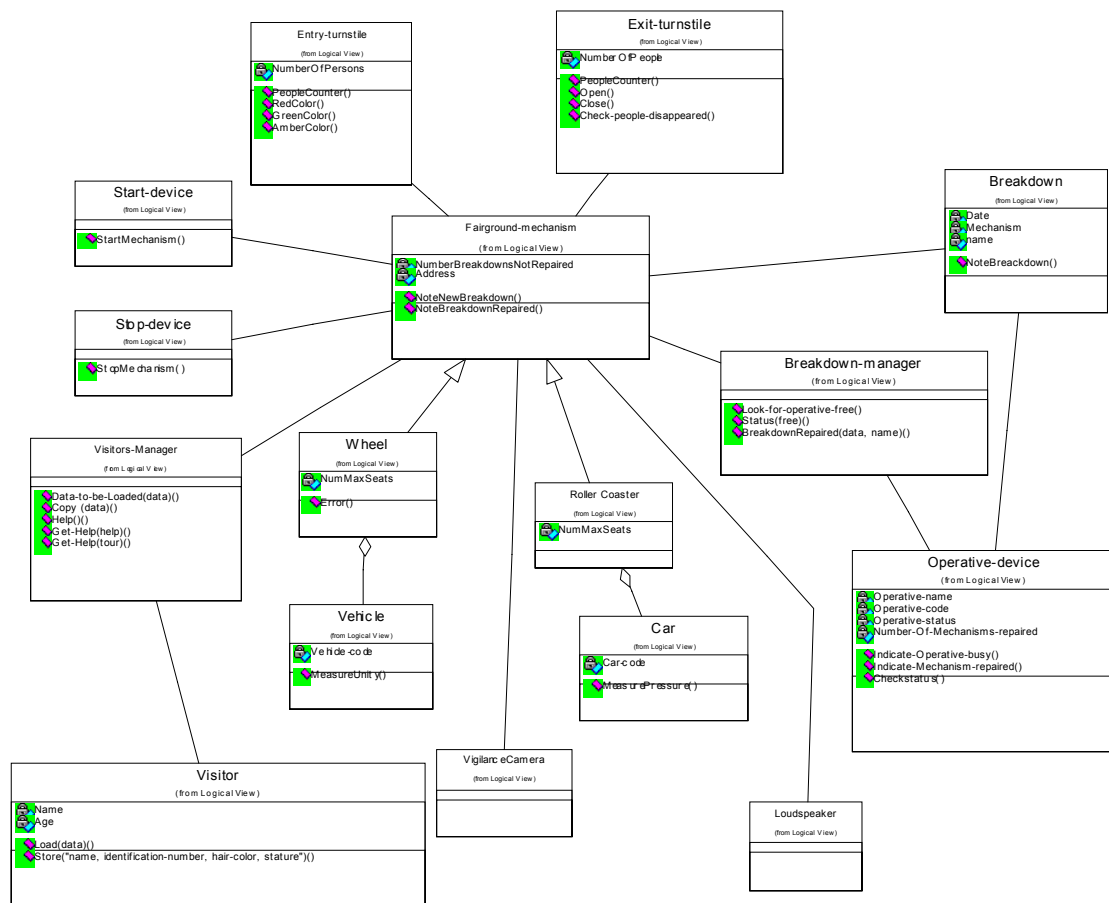 Entry-turnstile
(from Logical View)
NumberOfPersons
PeopleCounter()
RedColor()
GreenColor()
AmberColor()
Exit-turnstile
(from Logical View)
NumberOfPeople
PeopleCounter()
Open()
Close()
Check-people-disappeared()
Start-device
(from Logical View)
StartMechanism()
Fairground-mechanism
(from Logical View)
NumberBreakdownsNotRepaired
Address
NoteNewBreakdown()
NoteBreakdownRepaired()
Breakdown
(from Logical View)
Date
Mechanism
name
NoteBreackdown()
Stop-device
(from Logical View)
StopMechanism()
Breakdown-manager
(from Logical View)
Look-for-operative-free()
Status(free)()
BreakdownRepaired(data, name)()
Visitors-Manager
(from Logical View)
Data-to-be-Loaded(data)()
Copy (data)()
Help()()
Get-Help(help)()
Get-Help(tour)()
Wheel
(from Logical View)
NumMaxSeats
Error()
Roller Coaster
(from Logical View)
NumMaxSeats
Operative-device
(from Logical View)
Operative-name
Operative-code
Operative-status
Number-Of-Mechanisms-repaired
Indicate-Operative-busy()
Indicate-Mechanism-repaired()
Checkstatus()
Vehicle
(from Logical View)
Vehicle-code
MeasureUnity()
Car
(from Logical View)
Car-code
MeasurePressure()
Visitor
(from Logical View)
Name
Age
Load(data)()
Store("name, identification-number, hair-color, stature")()
VigilanceCamera
(from Logical View)
Loudspeaker
(from Logical View)